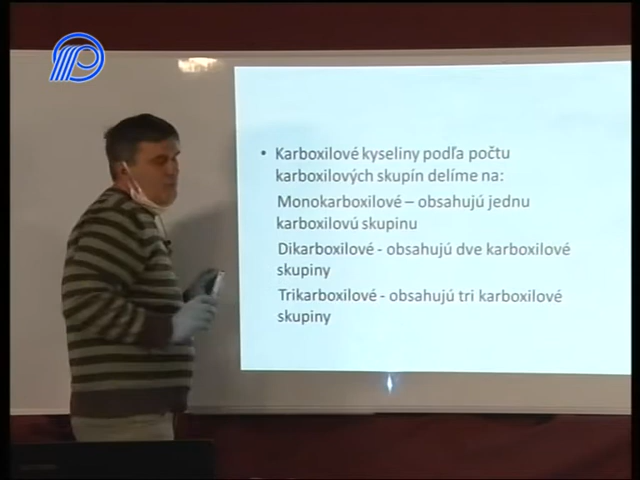 • Karboxilové kyseliny podľa počtu
karboxilových skupín delíme na:
Monokarboxilové – obsahujú jednu
karboxilovú skupinu
Dikarboxilové - obsahujú dve karboxilové
skupiny
Trikarboxilové - obsahujú tri karboxilové
skupiny